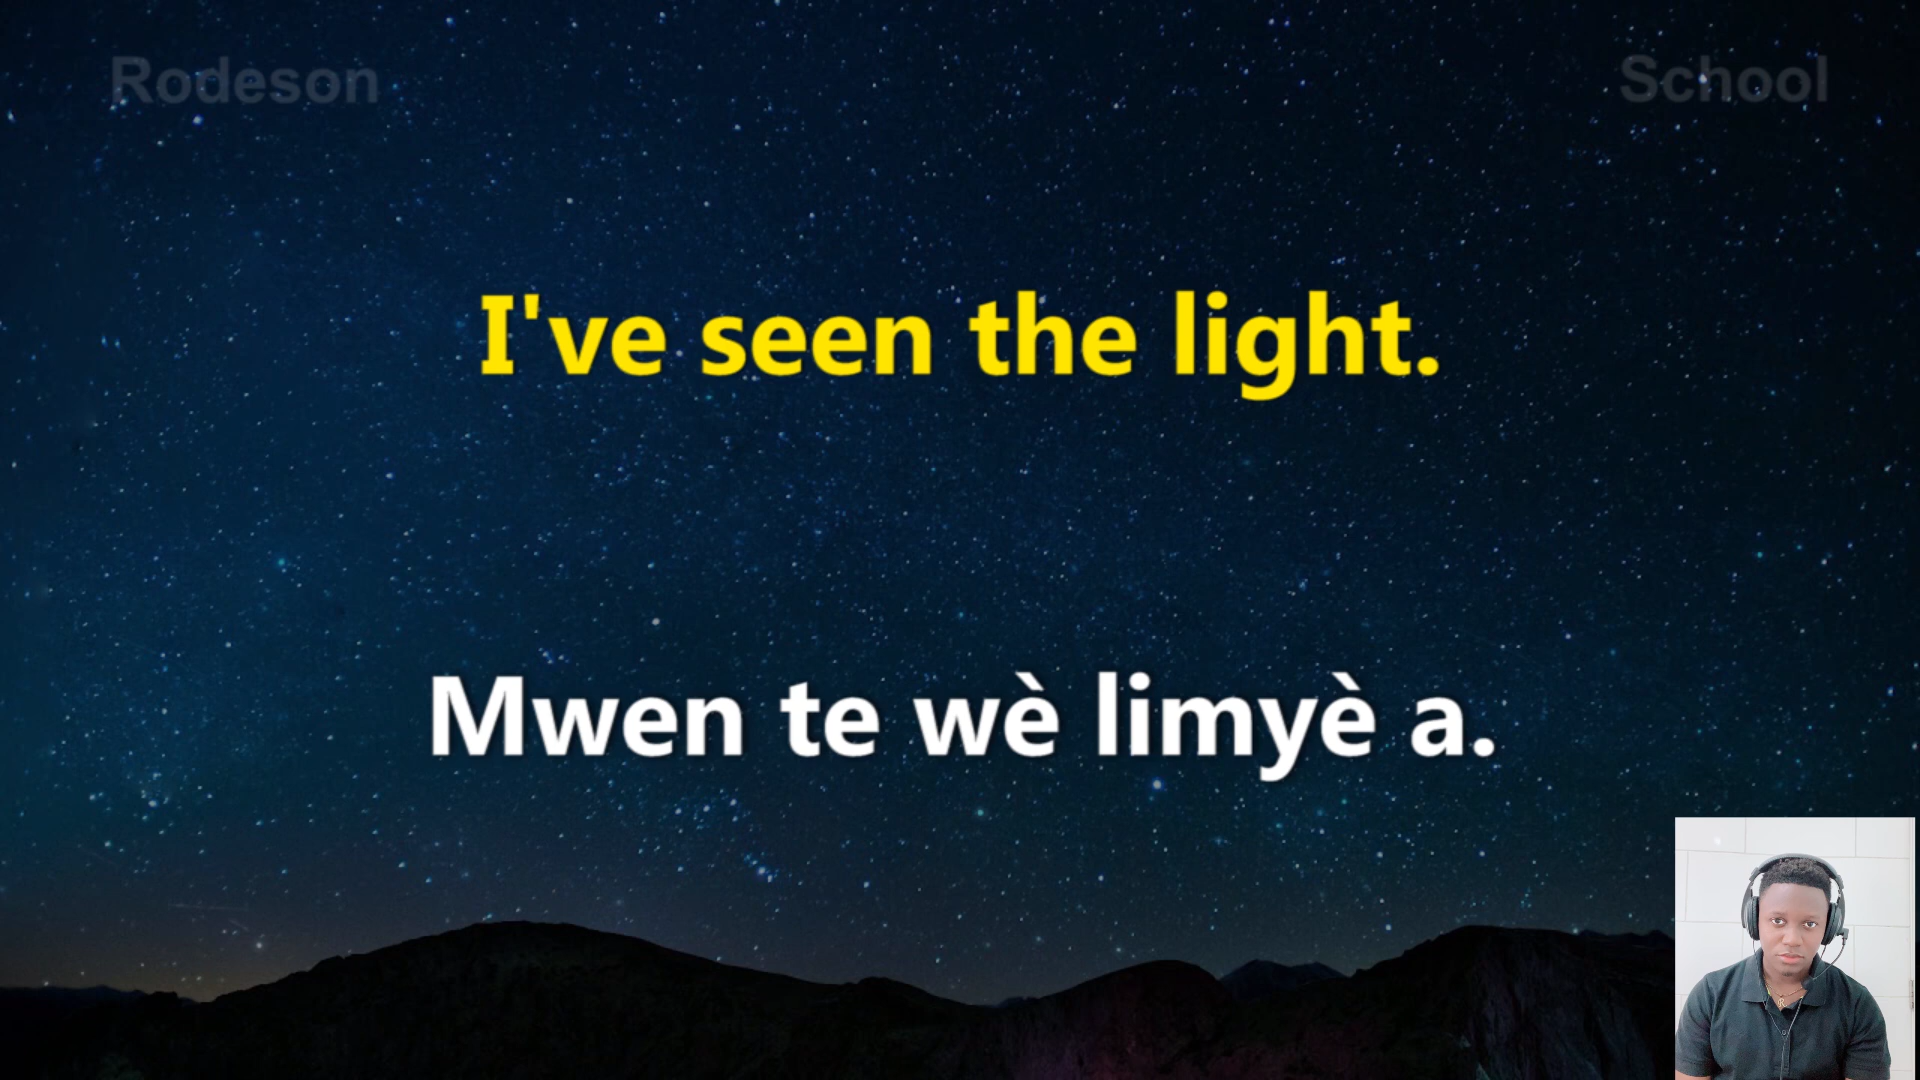 Rodeson School
I've seen the light.
Mwen te wè limyè a.